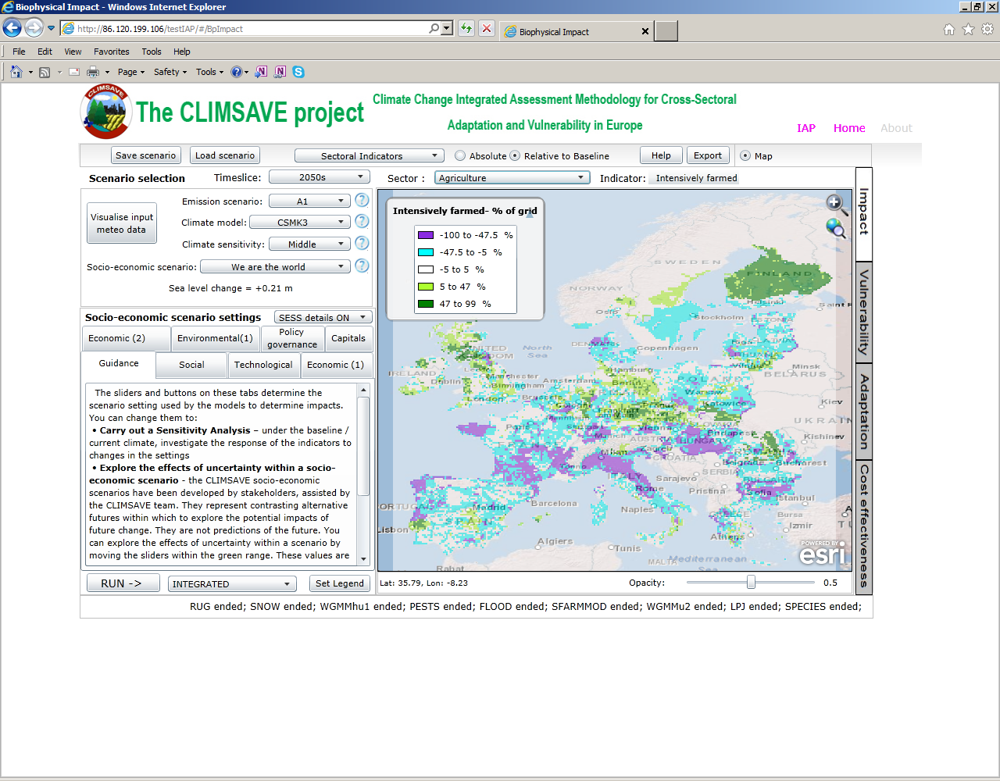 Biophysical Impact - Windows Internet Explorer
http://86.120.199.106/testIAP/#/BpImpact
Biophysical Impact
File Edit View Favorites Tools Help
Page Safety Tools
CLIMSAVE
The CLIMSAVE project
Climate Change Integrated Assessment Methodology for Cross-Sectoral
Adaptation and Vulnerability in Europe
IAP Home About
Save scenario Load scenario Sectoral Indicators Absolute Relative to Baseline Help Export Map
Scenario selection Timeslice: 2050s
Sector : Agriculture Indicator: Intensively farmed
Visualise input
meteo data
Emission scenario: A1
Climate model: CSMK3
Climate sensitivity: Middle
Socio-economic scenario: We are the world
Sea level change = +0.21 m
Socio-economic scenario settings SESS details ON
Economic (2) Environmental(1) Policy
governance Capitals
Guidance Social Technological Economic (1)
The sliders and buttons on these tabs determine the
scenario setting used by the models to determine impacts.
You can change them to:
• Carry out a Sensitivity Analysis – under the baseline /
current climate, investigate the response of the indicators to
changes in the settings
• Explore the effects of uncertainty within a socio-
economic scenario - the CLIMSAVE socio-economic
scenarios have been developed by stakeholders, assisted by
the CLIMSAVE team. They represent contrasting alternative
futures within which to explore the potential impacts of
future change. They are not predictions of the future. You
can explore the effects of uncertainty within a scenario by
moving the sliders within the green range. These values are
RUN -> INTEGRATED Set Legend
Intensively farmed- % of grid
-100 to -47.5 %
-47.5 to -5 %
-5 to 5 %
5 to 47 %
47 to 99 %
SWEDEN
FINLAND
NORWAY
Helsinki
Oslo
Stockholm
ESTONIA
DENMARK
Copenhagen
North
Sea
UNITED
KINGDOM
IRELAND
Dublin
Manchester
Birmingham
London
Amsterdam
Hamburg
Berlin
Brussels
POLAND
Warsaw
Vilnius
Minsk
BELARUS
Kiev
Katowice
Frankfurt
Prague
Paris
Munich
Vienna
AUSTRIA
Budapest
HUNGARY
Kishinev
Milan
Zagreb
CROATIA
Belgrade
SERBIA
Bucharest
Sarajevo
Pristina
BULGARIA
Sofia
Istanbul
ITALY
Rome
Naples
Barcelona
Madrid
SPAIN
Lisbon
GREECE
Athens
Bursa
Izmir
Algiers
Tunis
MALTA
Mediterranean
Sea
Rabat
POWERED BY
esri
Lat: 35.79, Lon: -8.23 Opacity: 0.5
Impact
Vulnerability
Adaptation
Cost effectiveness
RUG ended; SNOW ended; WGMMhu1 ended; PESTS ended; FLOOD ended; SFARMMOD ended; WGMMu2 ended; LPJ ended; SPECIES ended;